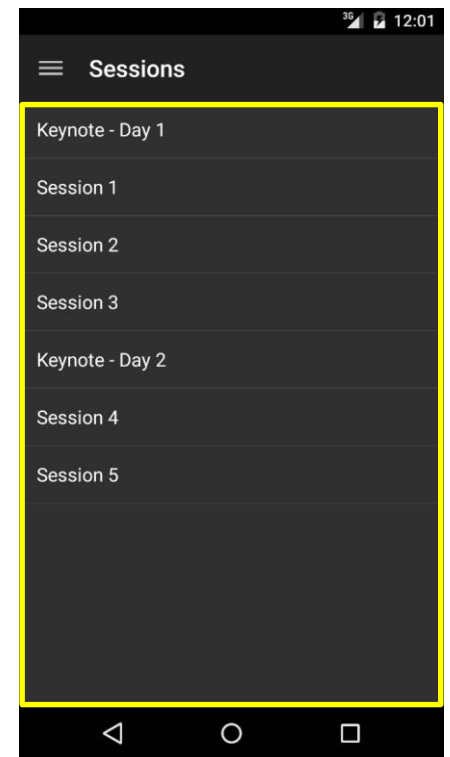 3G 12:01
Sessions
Keynote - Day 1
Session 1
Session 2
Session 3
Keynote - Day 2
Session 4
Session 5